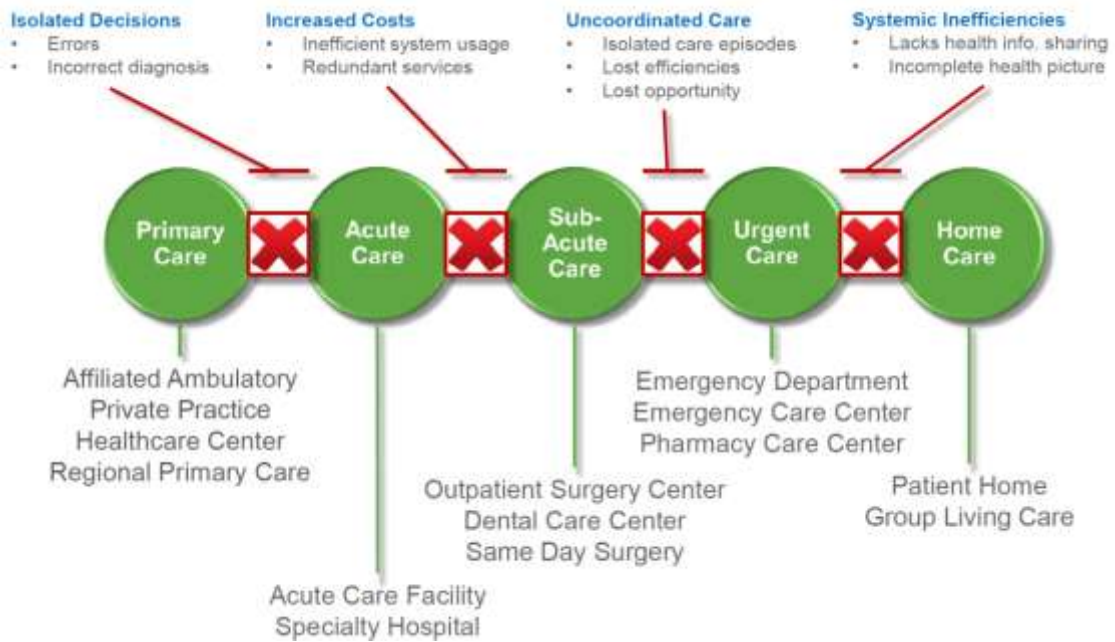 Isolated Decisions
• Errors
• Incorrect diagnosis
Increased Costs
• Inefficient system usage
• Redundant services
Uncoordinated Care
• Isolated care episodes
• Lost efficiencies
• Lost opportunity
Systemic Inefficiencies
• Lacks health info. sharing
• Incomplete health picture
Primary
Care
Acute
Care
Sub-
Acute
Care
Urgent
Care
Home
Care
Affiliated Ambulatory
Private Practice
Healthcare Center
Regional Primary Care
Acute Care Facility
Specialty Hospital
Outpatient Surgery Center
Dental Care Center
Same Day Surgery
Emergency Department
Emergency Care Center
Pharmacy Care Center
Patient Home
Group Living Care